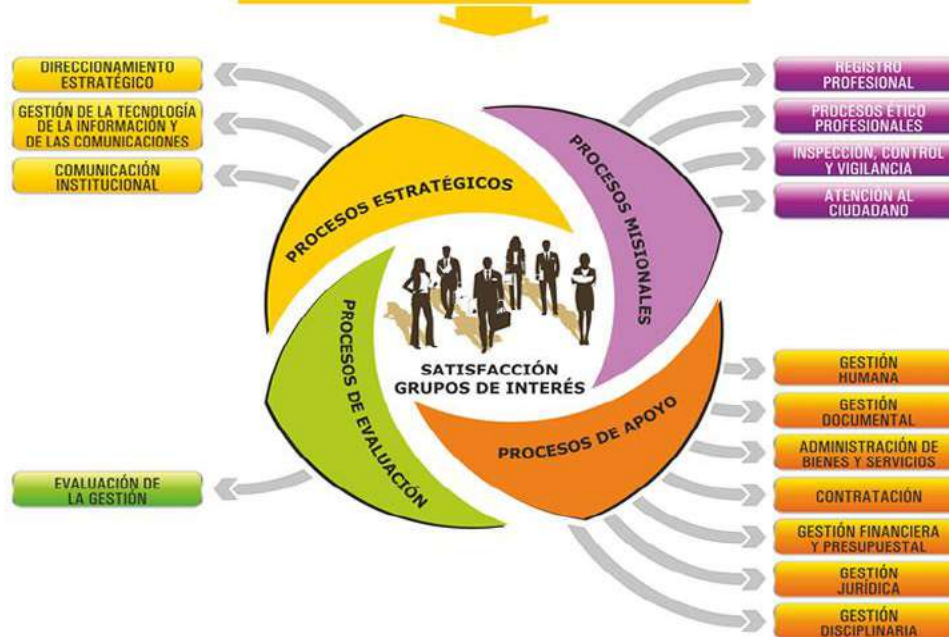 DIRECCIONAMIENTO
ESTRATÉGICO
GESTIÓN DE LA TECNOLOGÍA
DE LA INFORMACIÓN Y
DE LAS COMUNICACIONES
COMUNICACIÓN
INSTITUCIONAL
PROCESOS ESTRATÉGICOS
PROCESOS MISIONALES
REGISTRO
PROFESIONAL
PROCESOS ÉTICO
PROFESIONALES
INSPECCIÓN, CONTROL
Y VIGILANCIA
ATENCIÓN AL
CIUDADANO
SATISFACCIÓN
GRUPOS DE INTERÉS
PROCESOS DE EVALUACIÓN
EVALUACIÓN DE
LA GESTIÓN
PROCESOS DE APOYO
GESTIÓN
HUMANA
GESTIÓN
DOCUMENTAL
ADMINISTRACIÓN DE
BIENES Y SERVICIOS
CONTRATACIÓN
GESTIÓN FINANCIERA
Y PRESUPUESTAL
GESTIÓN
JURÍDICA
GESTIÓN
DISCIPLINARIA